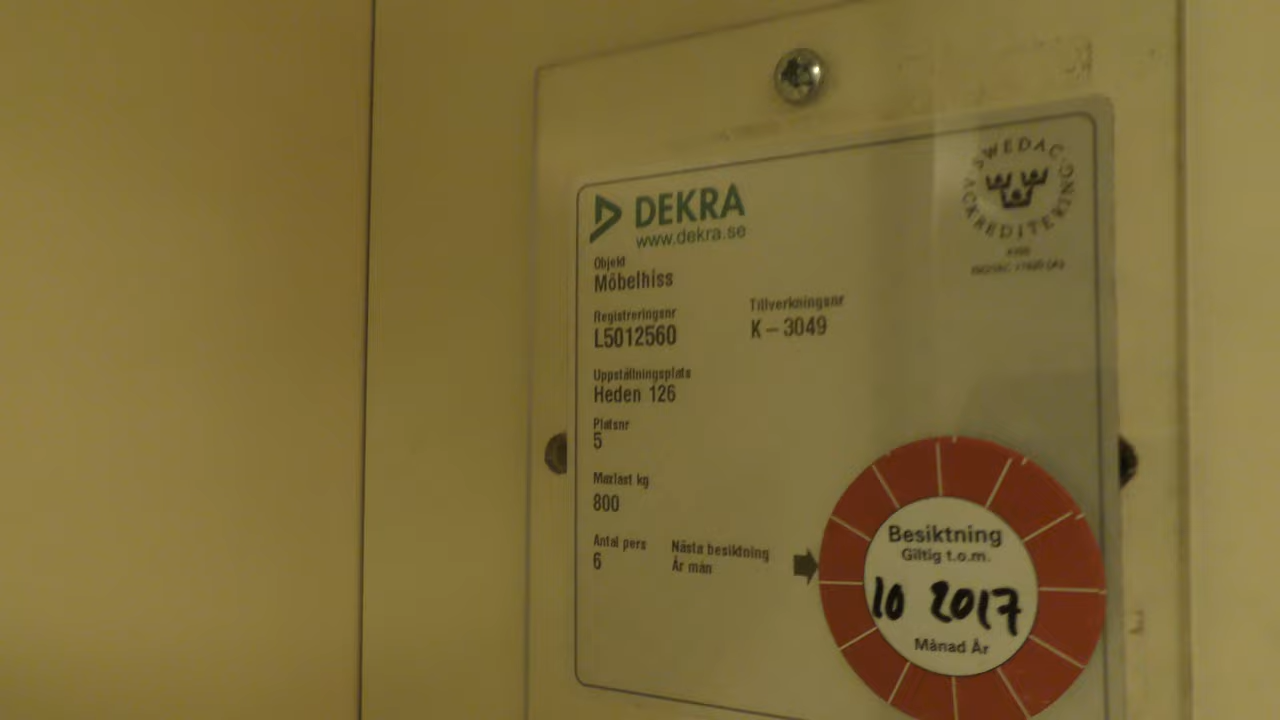 DEKRA
www.dekra.se
SWEDAC
ACKREDITERING
Objekt
Möbelhiss
Registreringsnr
L5012560
Tillverkningsnr
K – 3049
Uppställningsplats
Heden 126
Platsnr
5
Maxlast kg
800
Antal pers
6
Nästa besiktning
År mån
Besiktning
Giltig t.o.m.
10 2017
Månad År